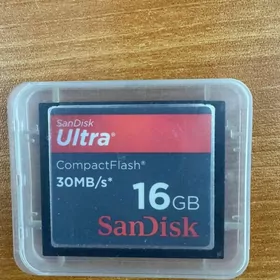 SanDisk
Ultra®
CompactFlash®
30MB/s*
16GB
SanDisk